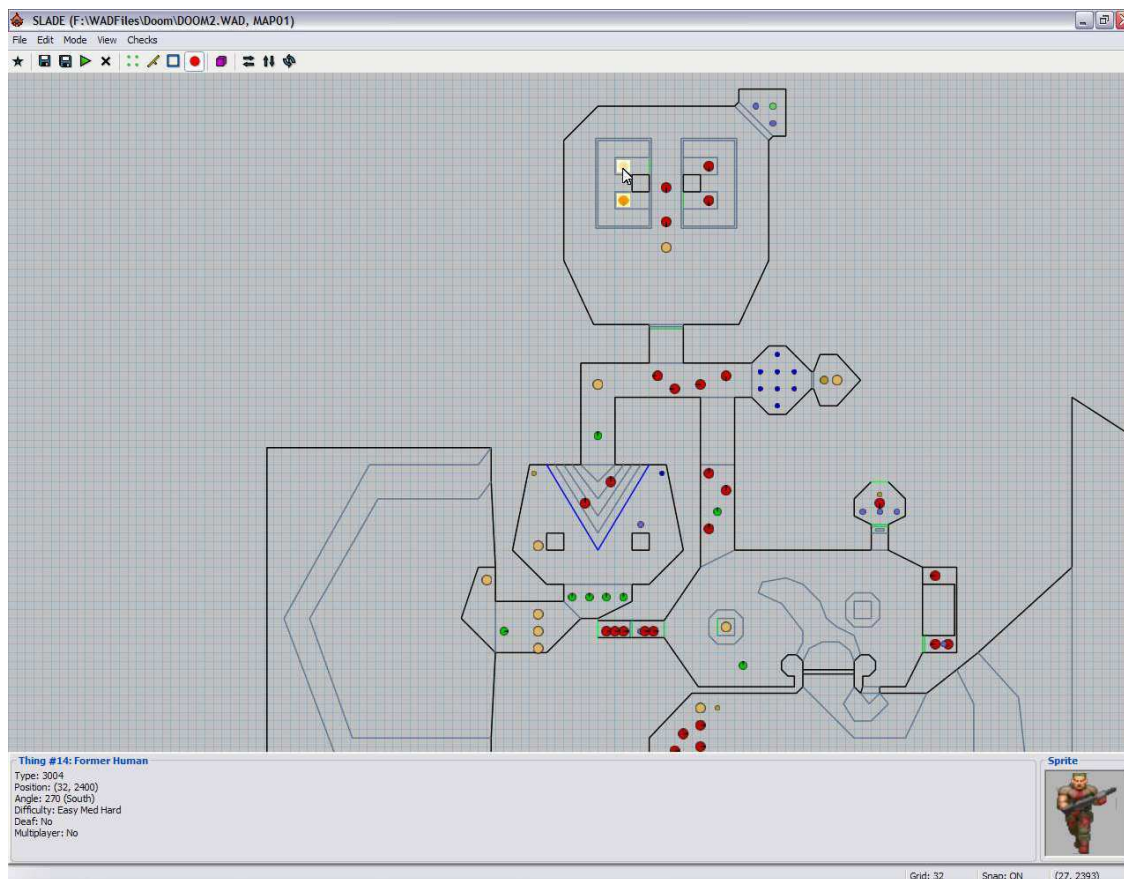 SLADE (F:\WADFiles\Doom\DOOM2.WAD, MAP01)
File Edit Mode View Checks
Thing #14: Former Human
Type: 3004
Position: (32, 2400)
Angle: 270 (South)
Difficulty: Easy Med Hard
Deaf: No
Multiplayer: No
Sprite
Grid: 32 Snap: ON (27, 2393)